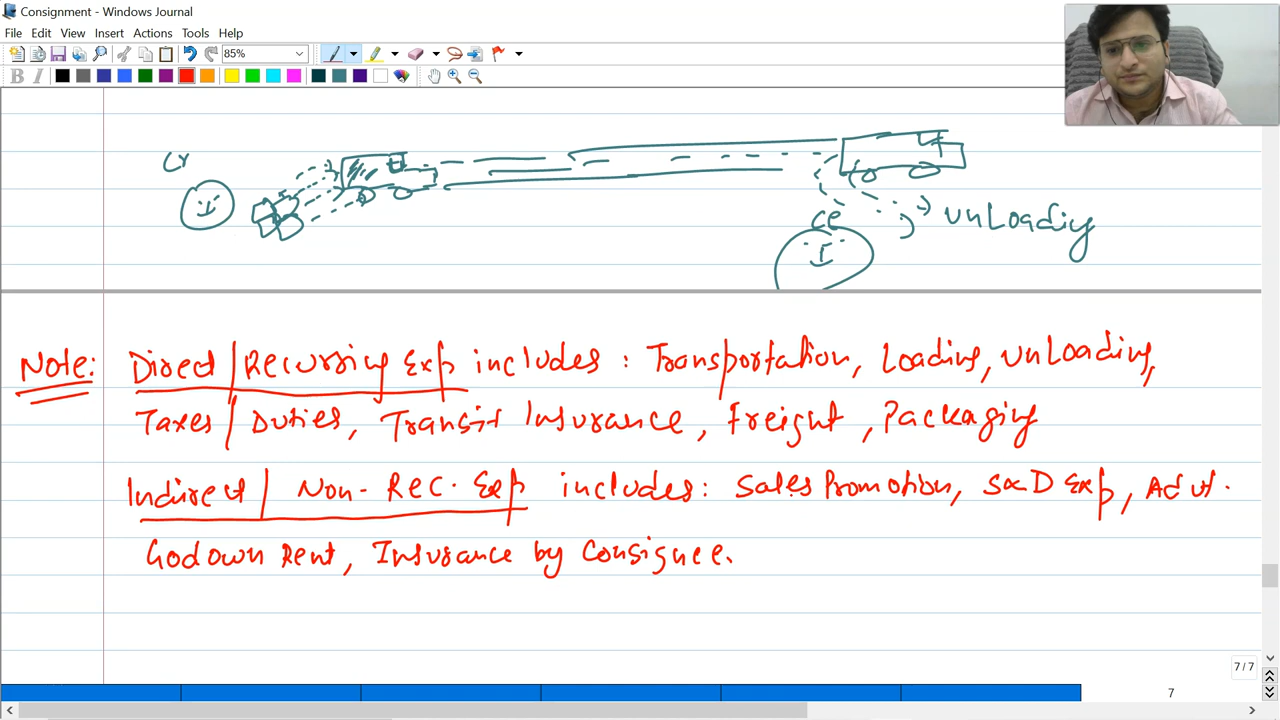 Consignment - Windows Journal
File Edit View Insert Actions Tools Help
85%
B I
Cr
Ce
unLoading
Note: Direct/Recurring Exp includes: Transportation, Loading, unLoading,
Taxes/Duties, Transit Insurance, Freight, Packaging
Indirect/Non-Rec. Exp includes: Sales Promotion, S&D Exp, Advt.
Godown Rent, Insurance by Consignee.
7 / 7
7